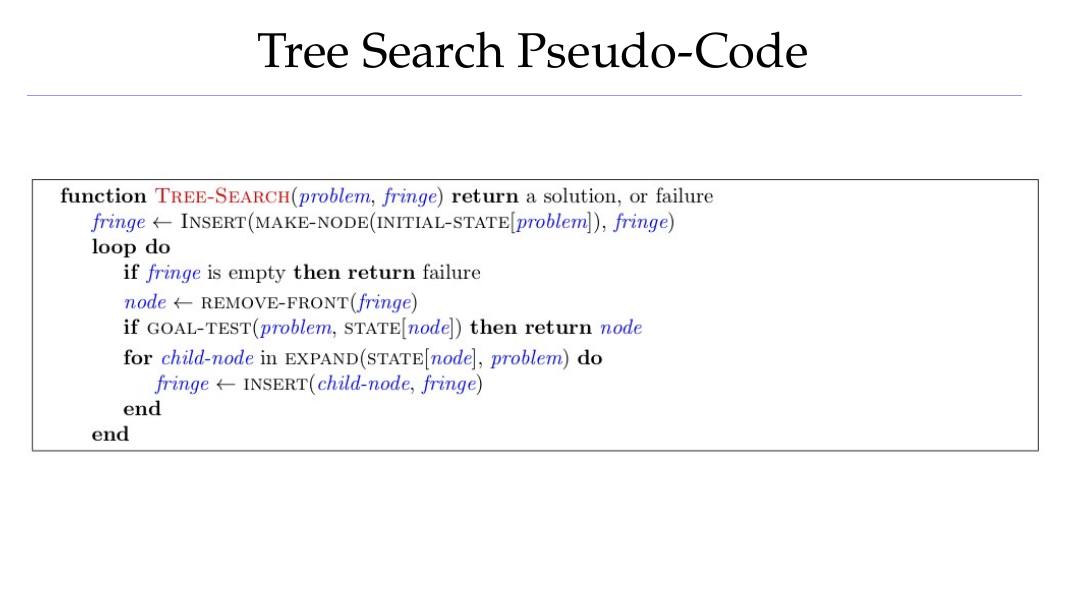 Tree Search Pseudo-Code
function TREE-SEARCH(problem, fringe) return a solution, or failure
fringe ← INSERT(MAKE-NODE(INITIAL-STATE[problem]), fringe)
loop do
if fringe is empty then return failure
node ← REMOVE-FRONT(fringe)
if GOAL-TEST(problem, STATE[node]) then return node
for child-node in EXPAND(STATE[node], problem) do
fringe ← INSERT(child-node, fringe)
end
end